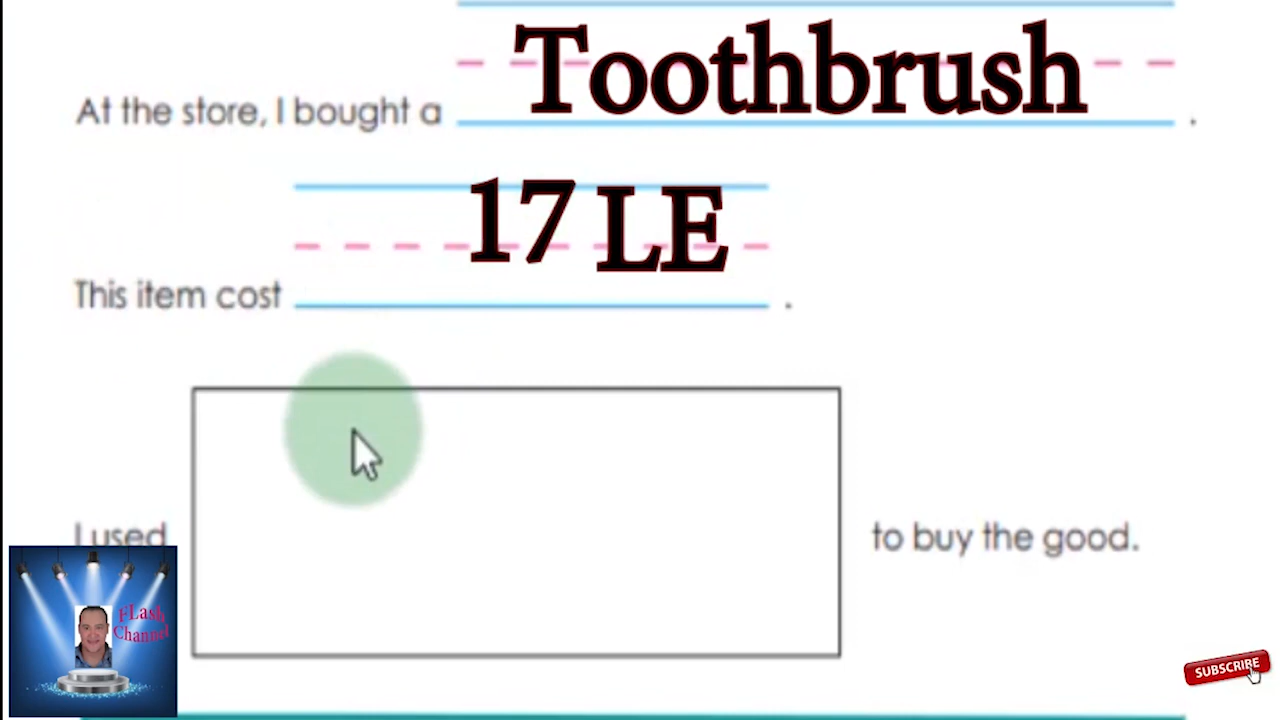 At the store, I bought a Toothbrush .
This item cost 17 LE .
I used to buy the good.
FLash
Channel
SUBSCRIBE